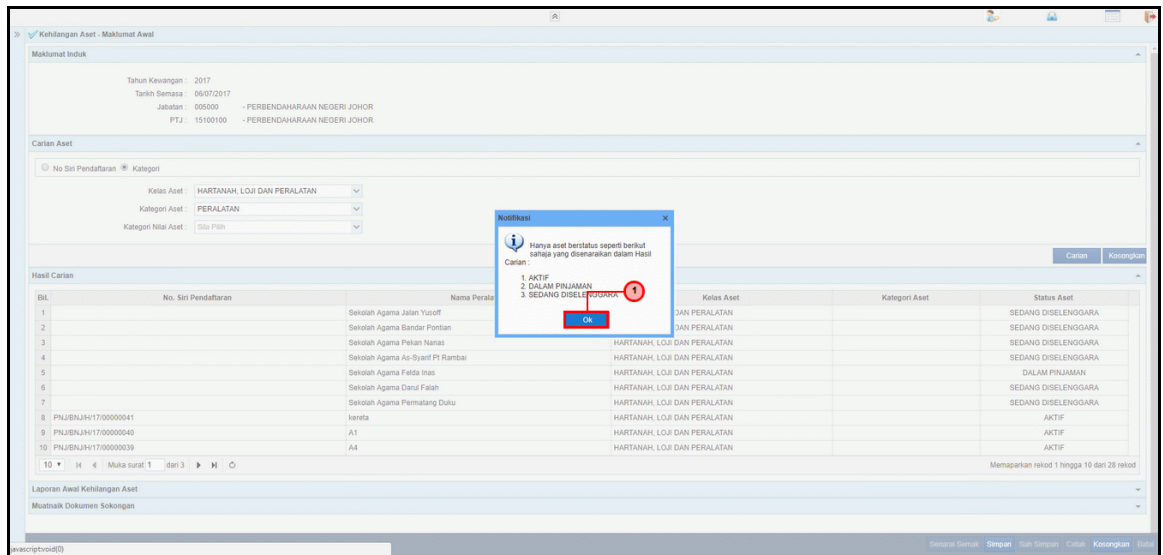 Kehilangan Aset - Maklumat Awal
Maklumat Induk
Tahun Kewangan : 2017
Tarikh Semasa : 06/07/2017
Jabatan : 005000 - PERBENDAHARAAN NEGERI JOHOR
PTJ : 15100100 - PERBENDAHARAAN NEGERI JOHOR
Carian Aset
No Siri Pendaftaran Kategori
Kelas Aset : HARTANAH, LOJI DAN PERALATAN
Kategori Aset : PERALATAN
Kategori Nilai Aset : Sila Pilih
Notifikasi x
Hanya aset berstatus seperti berikut
sahaja yang disenaraikan dalam Hasil
Carian :
1. AKTIF
2. DALAM PINJAMAN
3. SEDANG DISELENGGARA
1
Ok
Carian Kosongkan
Hasil Carian
Bil. No. Siri Pendaftaran Nama Perala Kelas Aset Kategori Aset Status Aset
1 Sekolah Agama Jalan Yusoff DAN PERALATAN SEDANG DISELENGGARA
2 Sekolah Agama Bandar Pontian DAN PERALATAN SEDANG DISELENGGARA
3 Sekolah Agama Pekan Nanas HARTANAH, LOJI DAN PERALATAN SEDANG DISELENGGARA
4 Sekolah Agama As-Syarif Pt Rambai HARTANAH, LOJI DAN PERALATAN SEDANG DISELENGGARA
5 Sekolah Agama Felda Inas HARTANAH, LOJI DAN PERALATAN DALAM PINJAMAN
6 Sekolah Agama Darul Falah HARTANAH, LOJI DAN PERALATAN SEDANG DISELENGGARA
7 Sekolah Agama Permatang Duku HARTANAH, LOJI DAN PERALATAN SEDANG DISELENGGARA
8 PNJ/BNJ/H/17/00000041 kereta HARTANAH, LOJI DAN PERALATAN AKTIF
9 PNJ/BNJ/H/17/00000040 A1 HARTANAH, LOJI DAN PERALATAN AKTIF
10 PNJ/BNJ/H/17/00000039 A4 HARTANAH, LOJI DAN PERALATAN AKTIF
10 Muka surat 1 dari 3 Memaparkan rekod 1 hingga 10 dari 28 rekod
Laporan Awal Kehilangan Aset
Muatnaik Dokumen Sokongan
javascript:void(0) Senarai Semak Simpan Sah Simpan Cetak Kosongkan Batal